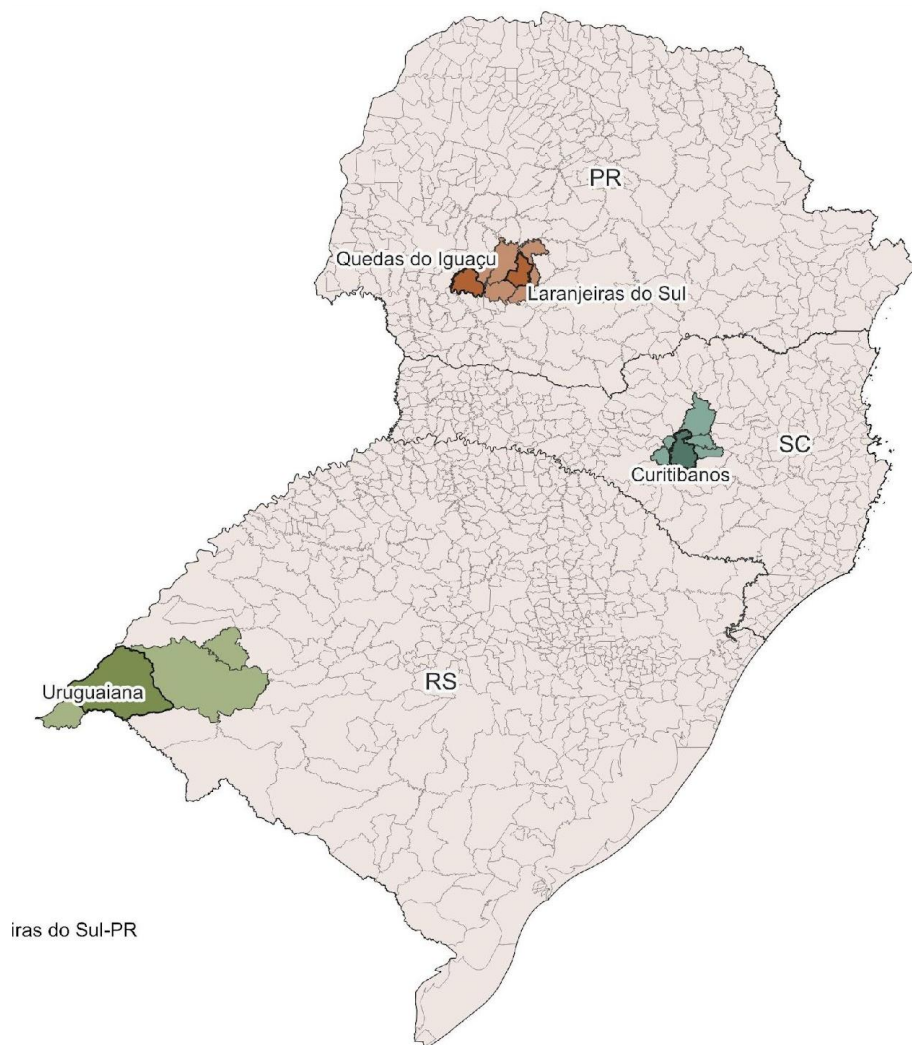 PR
Quedas do Iguaçu
Laranjeiras do Sul
SC
Curitibanos
RS
Uruguaiana
iras do Sul-PR